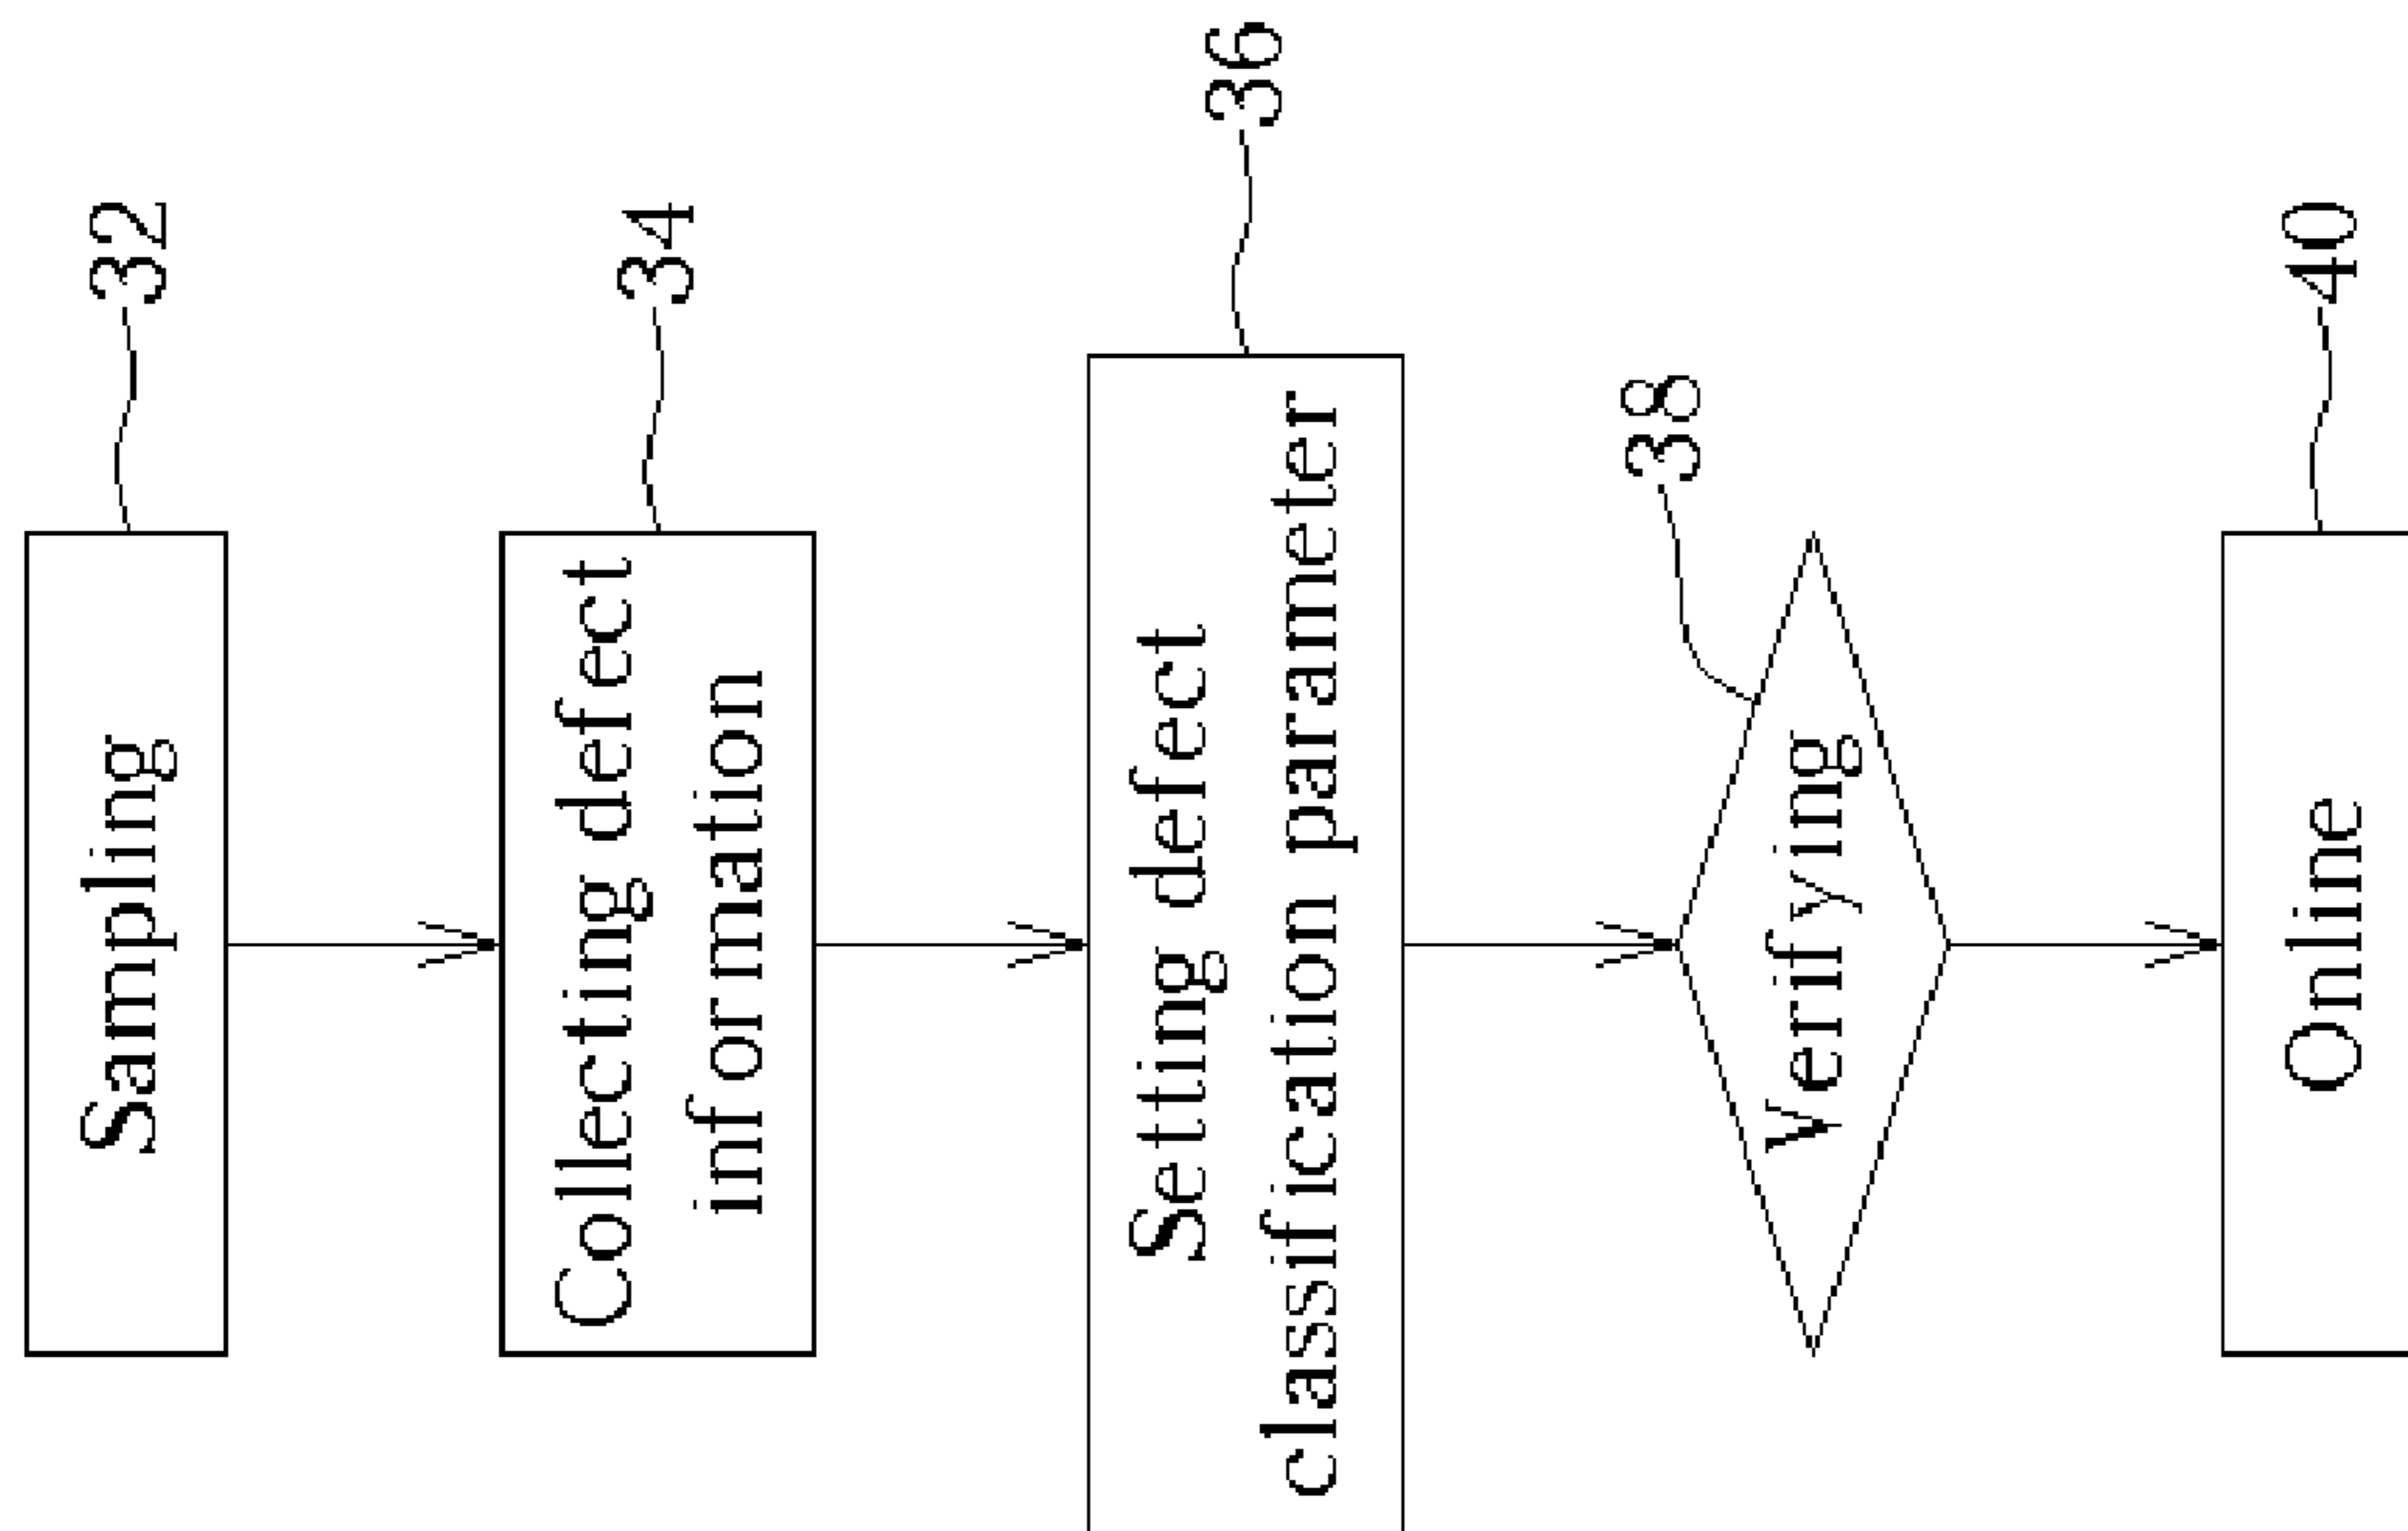 Sampling
32
Collecting defect
information
34
Setting defect
classification parameter
36
Verifying
38
Online
40